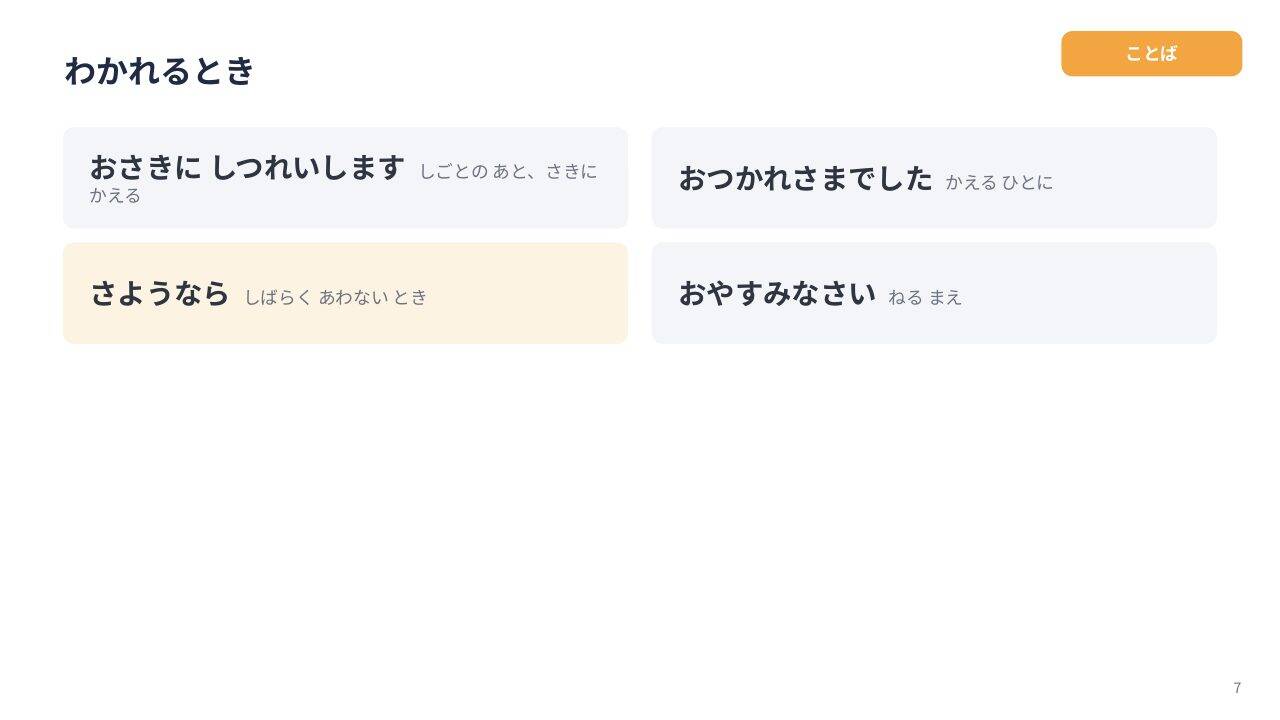 わかれるとき
ことば
おさきに しつれいします しごとの あと、さきに
かえる
おつかれさまでした かえる ひとに
さようなら しばらく あわない とき
おやすみなさい ねる まえ
7